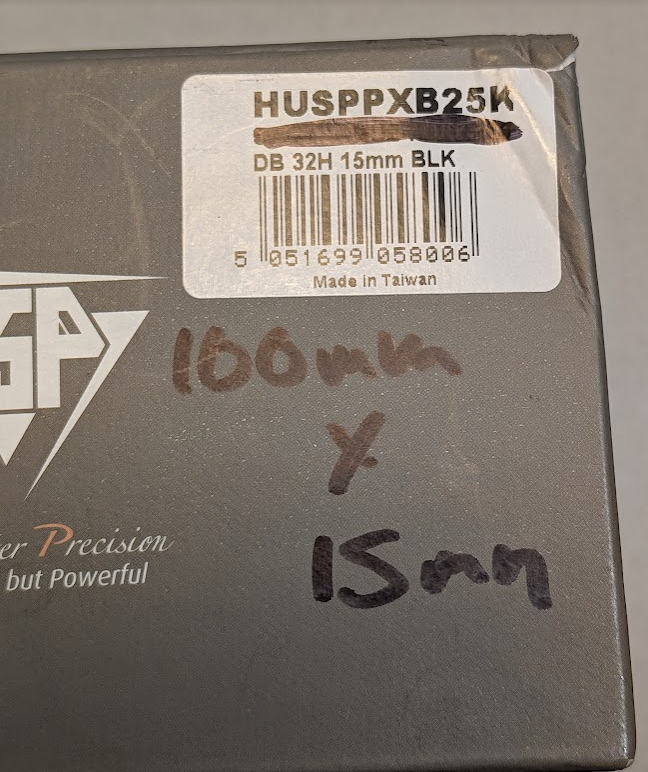 HUSPPXB25K
DB 32H 15mm BLK
5 051699 058006
Made in Taiwan
SP
100mm
x
15mm
er Precision
but Powerful